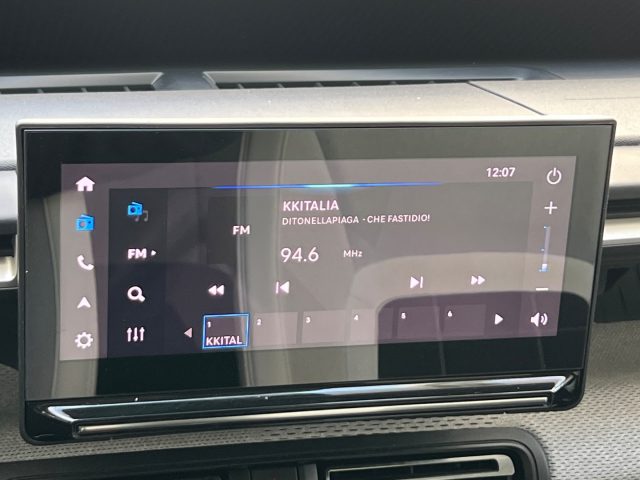 12:07
KKITALIA
DITONELLAPIAGA - CHE FASTIDIO!
FM
94.6 MHz
FM
1 2 3 4 5 6
KKITAL